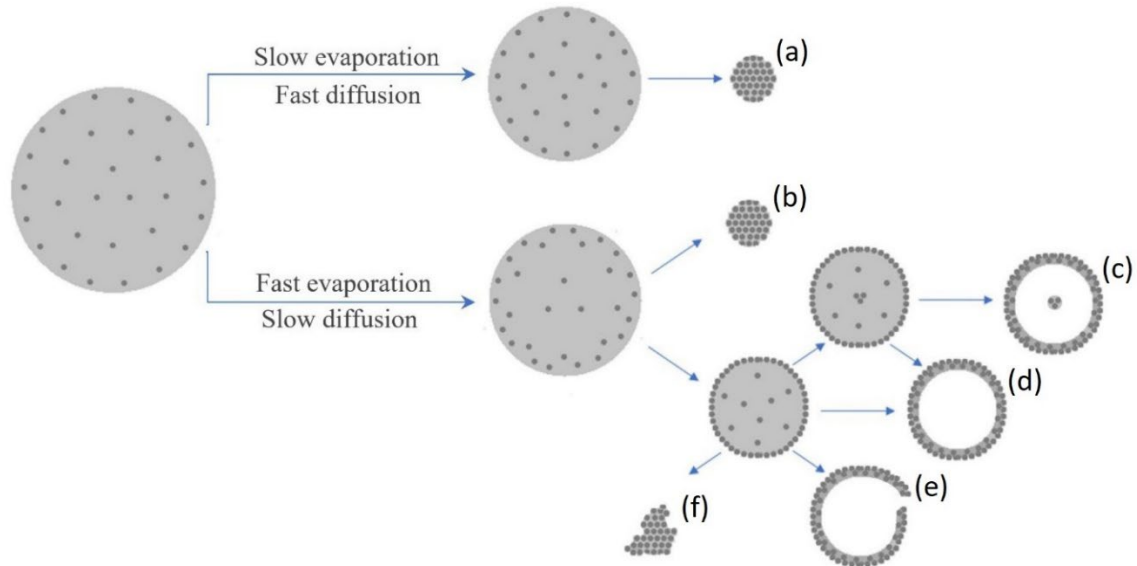 Slow evaporation
Fast diffusion
(a)
(b)
Fast evaporation
Slow diffusion
(c)
(d)
(e)
(f)